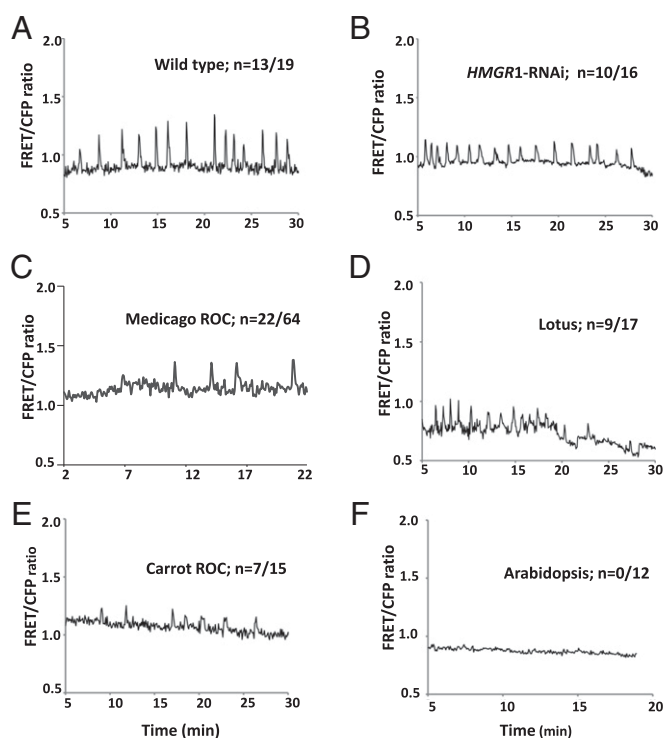 A
FRET/CFP ratio
2.0
1.5
1.0
0.5
Wild type; n=13/19
5 10 15 20 25 30
B
FRET/CFP ratio
2.0
1.5
1.0
0.5
HMGR1-RNAi; n=10/16
5 10 15 20 25 30
C
FRET/CFP ratio
2.0
1.5
1.0
0.5
Medicago ROC; n=22/64
2 7 12 17 22
D
FRET/CFP ratio
2.0
1.5
1.0
0.5
Lotus; n=9/17
5 10 15 20 25 30
E
FRET/CFP ratio
2.0
1.5
1.0
0.5
Carrot ROC; n=7/15
5 10 15 20 25 30
Time (min)
F
FRET/CFP ratio
2.0
1.5
1.0
0.5
Arabidopsis; n=0/12
5 10 15 20
Time (min)